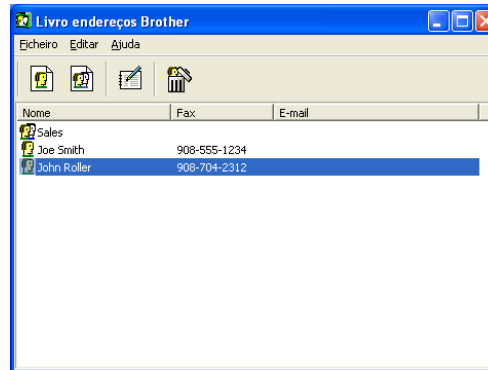 Livro endereços Brother
Ficheiro Editar Ajuda
Nome Fax E-mail
Sales
Joe Smith 908-555-1234
John Roller 908-704-2312